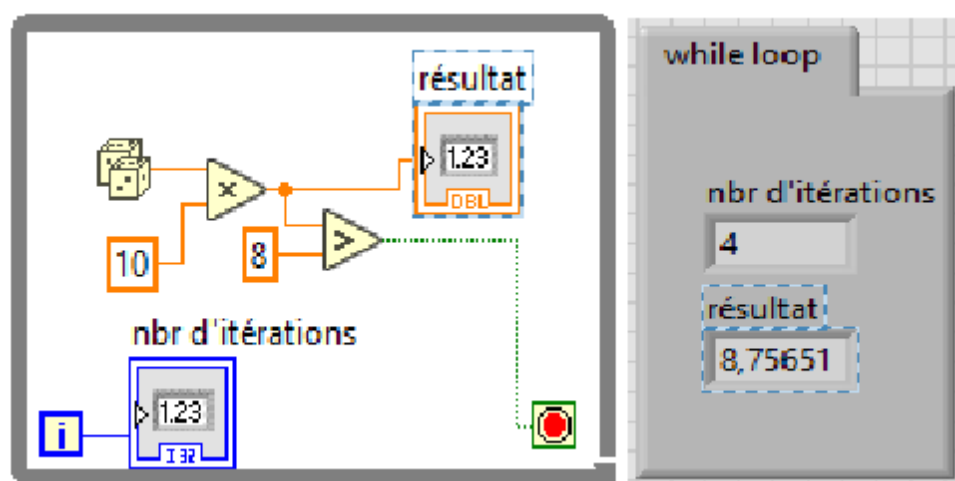 résultat
1.23
DBL
10
8
nbr d'itérations
1.23
I32
i
while loop
nbr d'itérations
4
résultat
8,75651